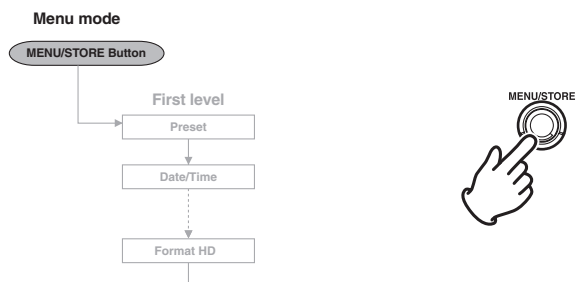 Menu mode
MENU/STORE Button
First level
Preset
Date/Time
Format HD
MENU/STORE